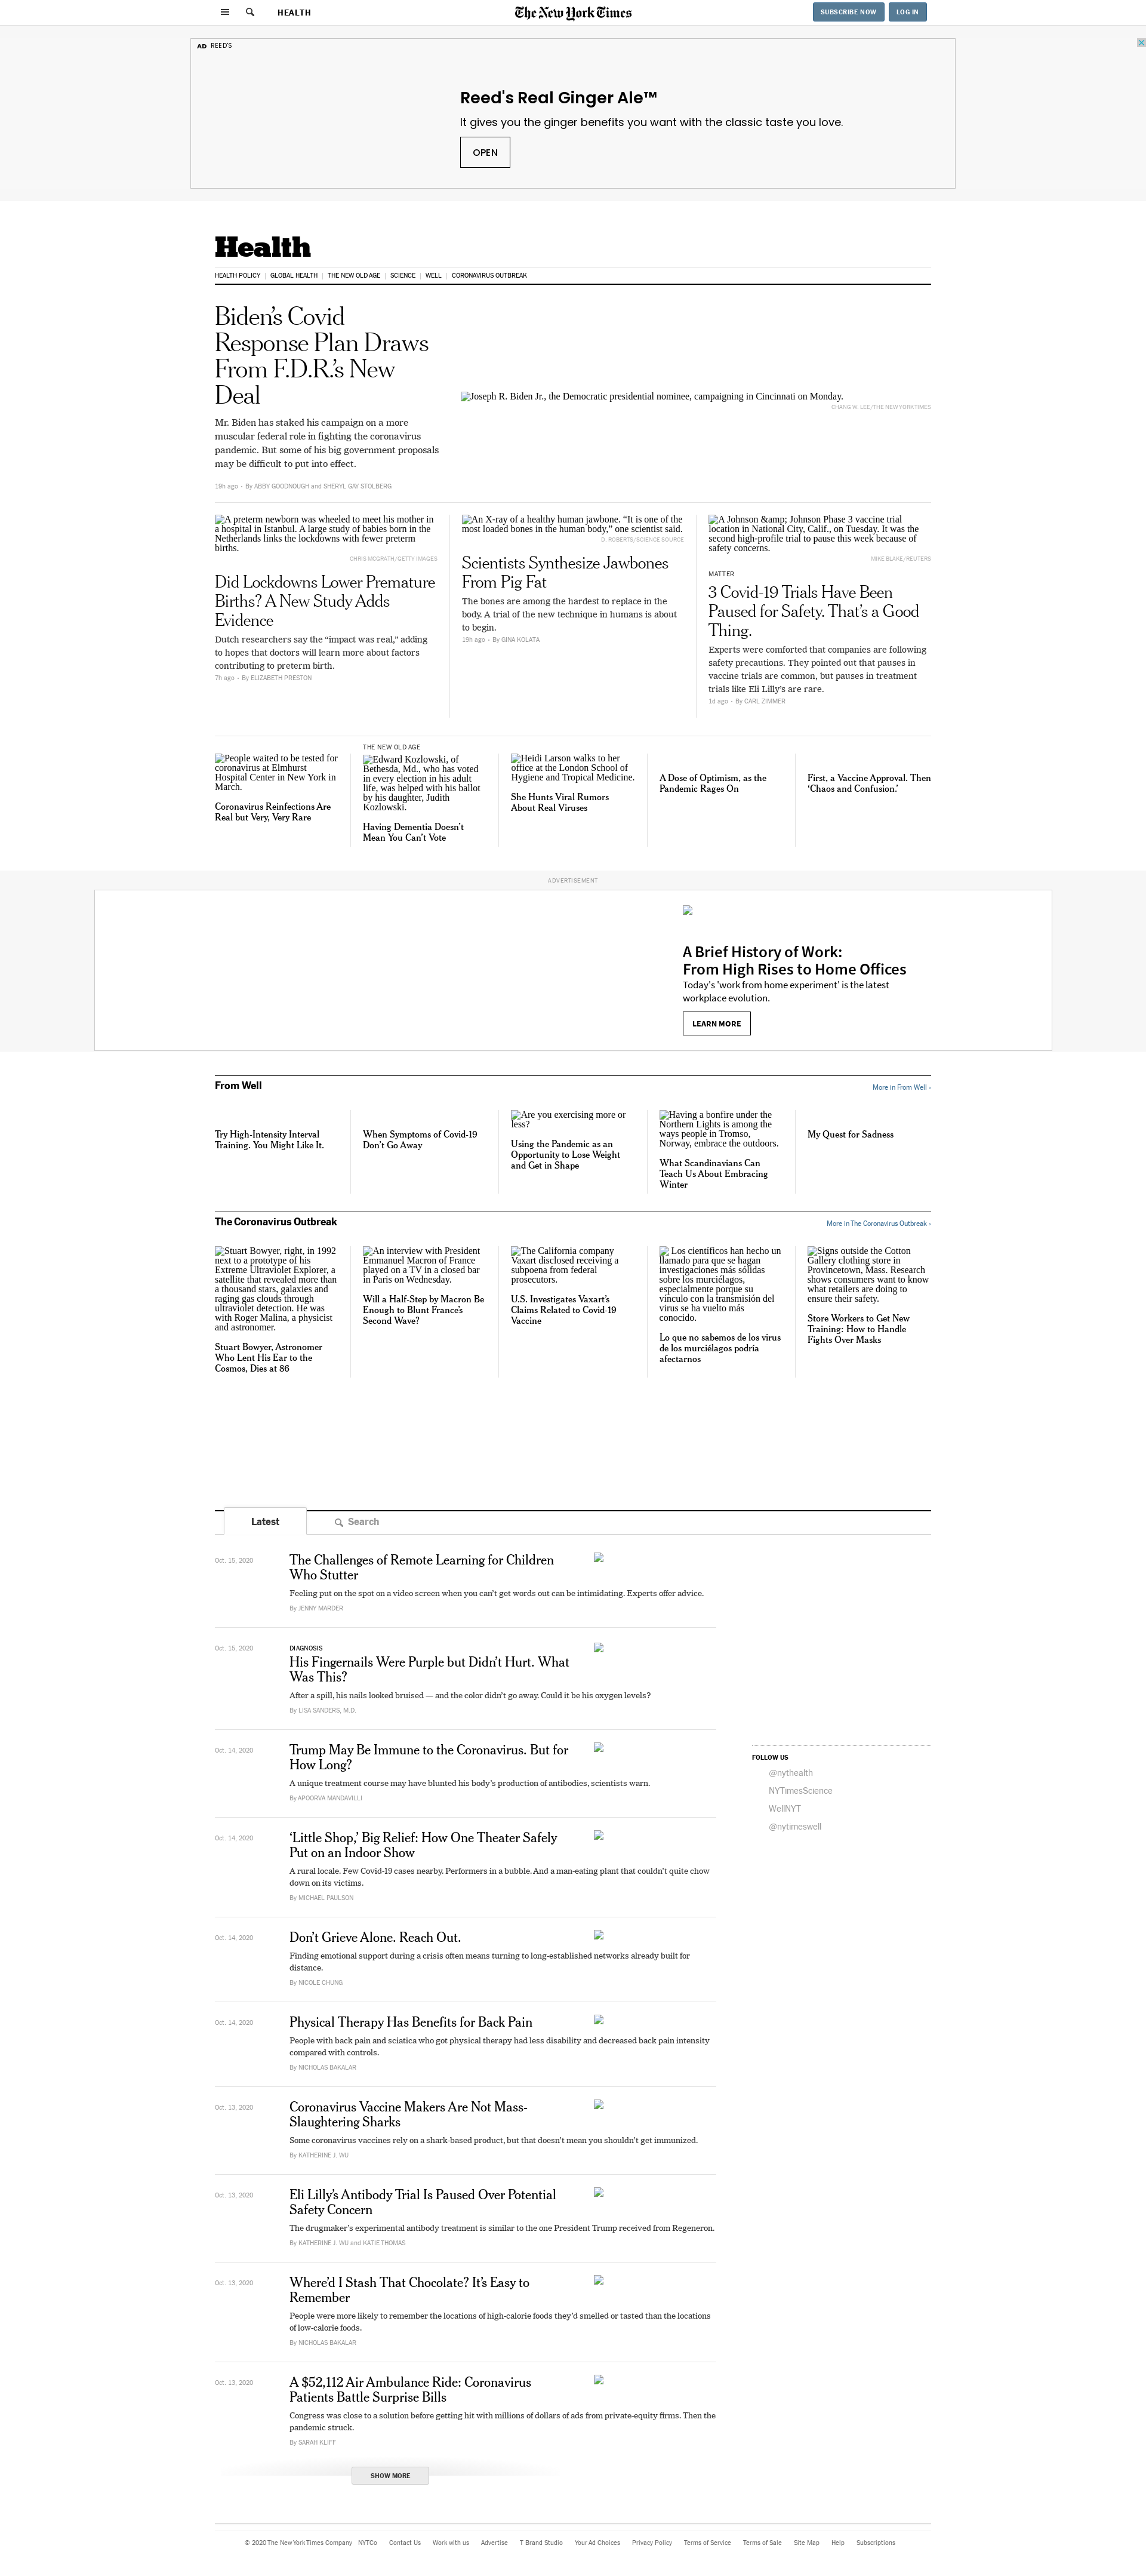 HEALTH
The New York Times
SUBSCRIBE NOW
LOG IN
AD REED'S
Reed's Real Ginger Ale™
It gives you the ginger benefits you want with the classic taste you love.
OPEN
Health
HEALTH POLICY
GLOBAL HEALTH
THE NEW OLD AGE
SCIENCE
WELL
CORONAVIRUS OUTBREAK
Biden's Covid
Response Plan Draws
From F.D.R.'s New
Deal
Mr. Biden has staked his campaign on a more
muscular federal role in fighting the coronavirus
pandemic. But some of his big government proposals
may be difficult to put into effect.
19h ago • By ABBY GOODNOUGH and SHERYL GAY STOLBERG
Joseph R. Biden Jr., the Democratic presidential nominee, campaigning in Cincinnati on Monday.
CHANG W. LEE/THE NEW YORK TIMES
A preterm newborn was wheeled to meet his mother in
a hospital in Istanbul. A large study of babies born in the
Netherlands links the lockdowns with fewer preterm
births.
CHRIS MCGRATH/GETTY IMAGES
Did Lockdowns Lower Premature
Births? A New Study Adds
Evidence
Dutch researchers say the “impact was real,” adding
to hopes that doctors will learn more about factors
contributing to preterm birth.
7h ago • By ELIZABETH PRESTON
An X-ray of a healthy human jawbone. “It is one of the
most loaded bones in the human body,” one scientist said.
D. ROBERTS/SCIENCE SOURCE
Scientists Synthesize Jawbones
From Pig Fat
The bones are among the hardest to replace in the
body. A trial of the new technique in humans is about
to begin.
19h ago • By GINA KOLATA
A Johnson &amp; Johnson Phase 3 vaccine trial
location in National City, Calif., on Tuesday. It was the
second high-profile trial to pause this week because of
safety concerns.
MIKE BLAKE/REUTERS
MATTER
3 Covid-19 Trials Have Been
Paused for Safety. That's a Good
Thing.
Experts were comforted that companies are following
safety precautions. They pointed out that pauses in
vaccine trials are common, but pauses in treatment
trials like Eli Lilly's are rare.
1d ago • By CARL ZIMMER
People waited to be tested for
coronavirus at Elmhurst
Hospital Center in New York in
March.
Coronavirus Reinfections Are
Real but Very, Very Rare
THE NEW OLD AGE
Edward Kozlowski, of
Bethesda, Md., who has voted
in every election in his adult
life, was helped with his ballot
by his daughter, Judith
Kozlowski.
Having Dementia Doesn't
Mean You Can't Vote
Heidi Larson walks to her
office at the London School of
Hygiene and Tropical Medicine.
She Hunts Viral Rumors
About Real Viruses
A Dose of Optimism, as the
Pandemic Rages On
First, a Vaccine Approval. Then
‘Chaos and Confusion.’
ADVERTISEMENT
A Brief History of Work:
From High Rises to Home Offices
Today's 'work from home experiment' is the latest
workplace evolution.
LEARN MORE
From Well
More in From Well ›
Try High-Intensity Interval
Training. You Might Like It.
When Symptoms of Covid-19
Don't Go Away
Are you exercising more or
less?
Using the Pandemic as an
Opportunity to Lose Weight
and Get in Shape
Having a bonfire under the
Northern Lights is among the
ways people in Tromso,
Norway, embrace the outdoors.
What Scandinavians Can
Teach Us About Embracing
Winter
My Quest for Sadness
The Coronavirus Outbreak
More in The Coronavirus Outbreak ›
Stuart Bowyer, right, in 1992
next to a prototype of his
Extreme Ultraviolet Explorer, a
satellite that revealed more than
a thousand stars, galaxies and
raging gas clouds through
ultraviolet detection. He was
with Roger Malina, a physicist
and astronomer.
Stuart Bowyer, Astronomer
Who Lent His Ear to the
Cosmos, Dies at 86
An interview with President
Emmanuel Macron of France
played on a TV in a closed bar
in Paris on Wednesday.
Will a Half-Step by Macron Be
Enough to Blunt France's
Second Wave?
The California company
Vaxart disclosed receiving a
subpoena from federal
prosecutors.
U.S. Investigates Vaxart's
Claims Related to Covid-19
Vaccine
Los científicos han hecho un
llamado para que se hagan
investigaciones más sólidas
sobre los murciélagos,
especialmente porque su
vínculo con la transmisión del
virus se ha vuelto más
conocido.
Lo que no sabemos de los virus
de los murciélagos podría
afectarnos
Signs outside the Cotton
Gallery clothing store in
Provincetown, Mass. Research
shows consumers want to know
what retailers are doing to
ensure their safety.
Store Workers to Get New
Training: How to Handle
Fights Over Masks
Latest
Search
Oct. 15, 2020
The Challenges of Remote Learning for Children
Who Stutter
Feeling put on the spot on a video screen when you can't get words out can be intimidating. Experts offer advice.
By JENNY MARDER
Oct. 15, 2020
DIAGNOSIS
His Fingernails Were Purple but Didn't Hurt. What
Was This?
After a spill, his nails looked bruised — and the color didn't go away. Could it be his oxygen levels?
By LISA SANDERS, M.D.
Oct. 14, 2020
Trump May Be Immune to the Coronavirus. But for
How Long?
A unique treatment course may have blunted his body's production of antibodies, scientists warn.
By APOORVA MANDAVILLI
FOLLOW US
@nythealth
NYTimesScience
WellNYT
@nytimeswell
Oct. 14, 2020
‘Little Shop,’ Big Relief: How One Theater Safely
Put on an Indoor Show
A rural locale. Few Covid-19 cases nearby. Performers in a bubble. And a man-eating plant that couldn't quite chow
down on its victims.
By MICHAEL PAULSON
Oct. 14, 2020
Don't Grieve Alone. Reach Out.
Finding emotional support during a crisis often means turning to long-established networks already built for
distance.
By NICOLE CHUNG
Oct. 14, 2020
Physical Therapy Has Benefits for Back Pain
People with back pain and sciatica who got physical therapy had less disability and decreased back pain intensity
compared with controls.
By NICHOLAS BAKALAR
Oct. 13, 2020
Coronavirus Vaccine Makers Are Not Mass-
Slaughtering Sharks
Some coronavirus vaccines rely on a shark-based product, but that doesn't mean you shouldn't get immunized.
By KATHERINE J. WU
Oct. 13, 2020
Eli Lilly's Antibody Trial Is Paused Over Potential
Safety Concern
The drugmaker's experimental antibody treatment is similar to the one President Trump received from Regeneron.
By KATHERINE J. WU and KATIE THOMAS
Oct. 13, 2020
Where'd I Stash That Chocolate? It's Easy to
Remember
People were more likely to remember the locations of high-calorie foods they'd smelled or tasted than the locations
of low-calorie foods.
By NICHOLAS BAKALAR
Oct. 13, 2020
A $52,112 Air Ambulance Ride: Coronavirus
Patients Battle Surprise Bills
Congress was close to a solution before getting hit with millions of dollars of ads from private-equity firms. Then the
pandemic struck.
By SARAH KLIFF
SHOW MORE
© 2020 The New York Times Company NYTCo Contact Us Work with us Advertise T Brand Studio Your Ad Choices Privacy Policy Terms of Service Terms of Sale Site Map Help Subscriptions